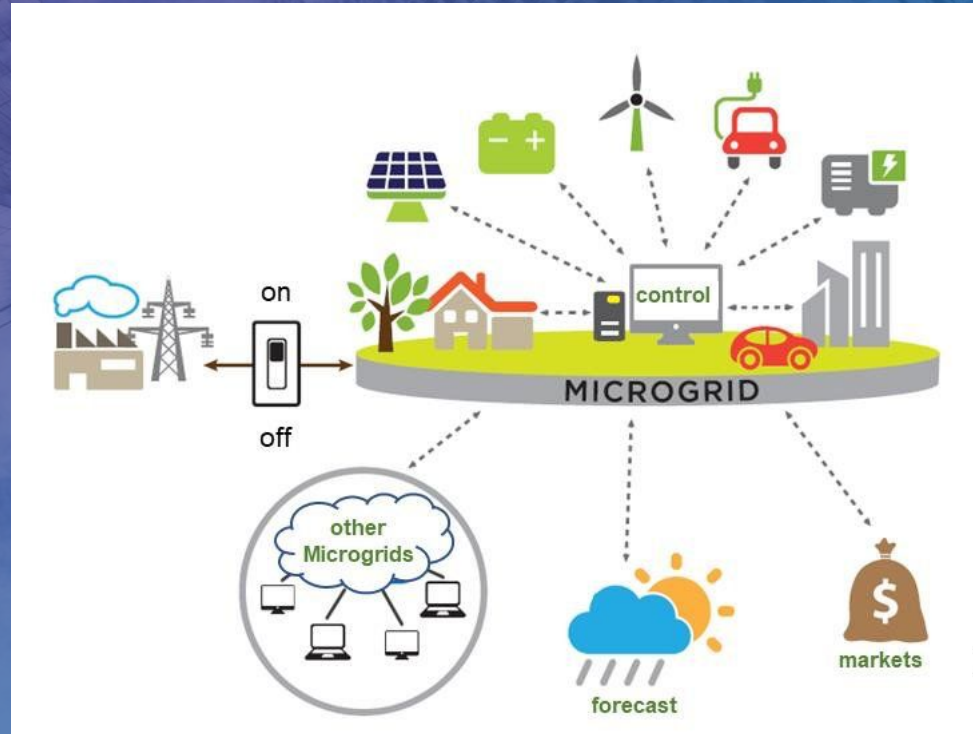 on
control
MICROGRID
off
other
Microgrids
$
markets
forecast